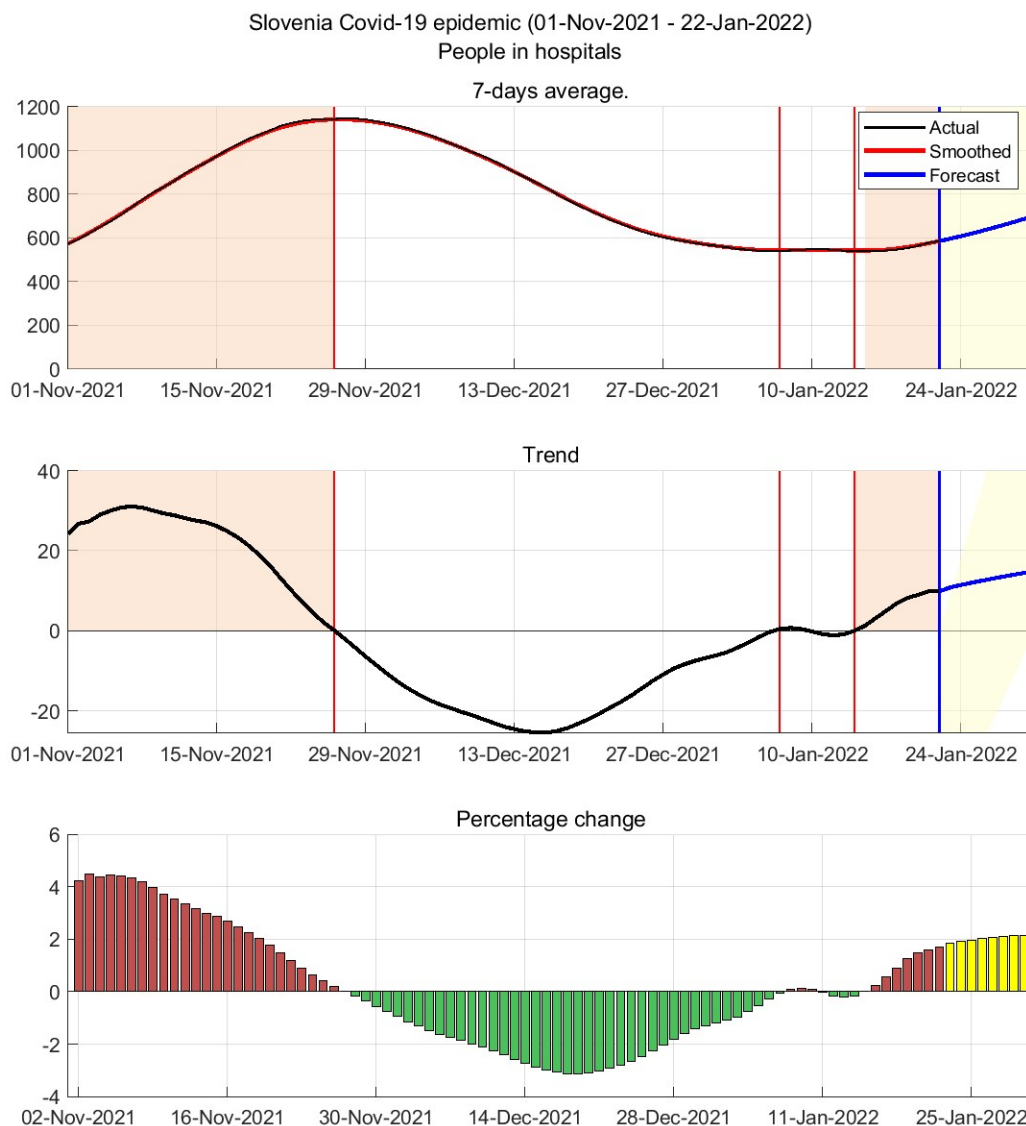 Slovenia Covid-19 epidemic (01-Nov-2021 - 22-Jan-2022)
People in hospitals
7-days average.
1200
1000
800
600
400
200
0
Actual
Smoothed
Forecast
01-Nov-2021 15-Nov-2021 29-Nov-2021 13-Dec-2021 27-Dec-2021 10-Jan-2022 24-Jan-2022
Trend
40
20
0
-20
01-Nov-2021 15-Nov-2021 29-Nov-2021 13-Dec-2021 27-Dec-2021 10-Jan-2022 24-Jan-2022
Percentage change
6
4
2
0
-2
-4
02-Nov-2021 16-Nov-2021 30-Nov-2021 14-Dec-2021 28-Dec-2021 11-Jan-2022 25-Jan-2022